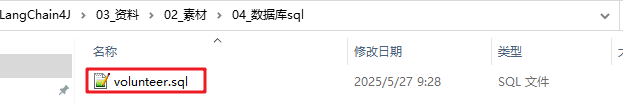 LangChain4J › 03_资料 › 02_素材 › 04_数据库sql
名称 修改日期 类型
volunteer.sql 2025/5/27 9:28 SQL 文件